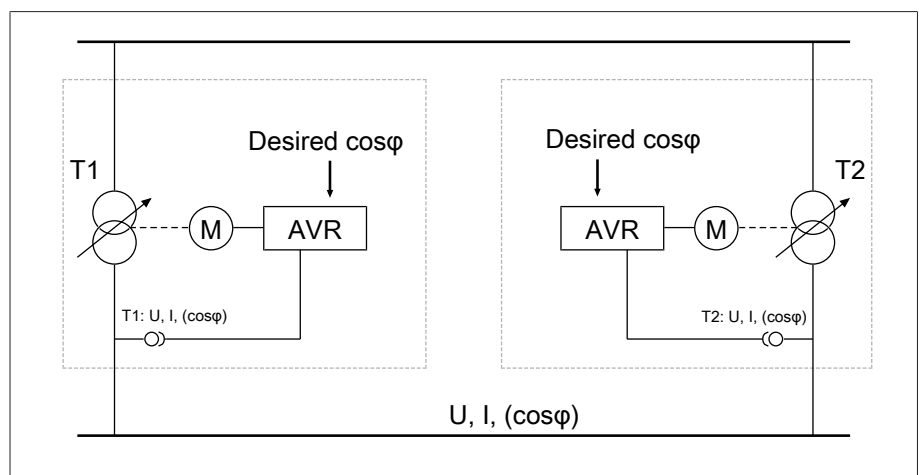 Desired cosφ
Desired cosφ
T1
T2
M
AVR
AVR
M
T1: U, I, (cosφ)
T2: U, I, (cosφ)
U, I, (cosφ)